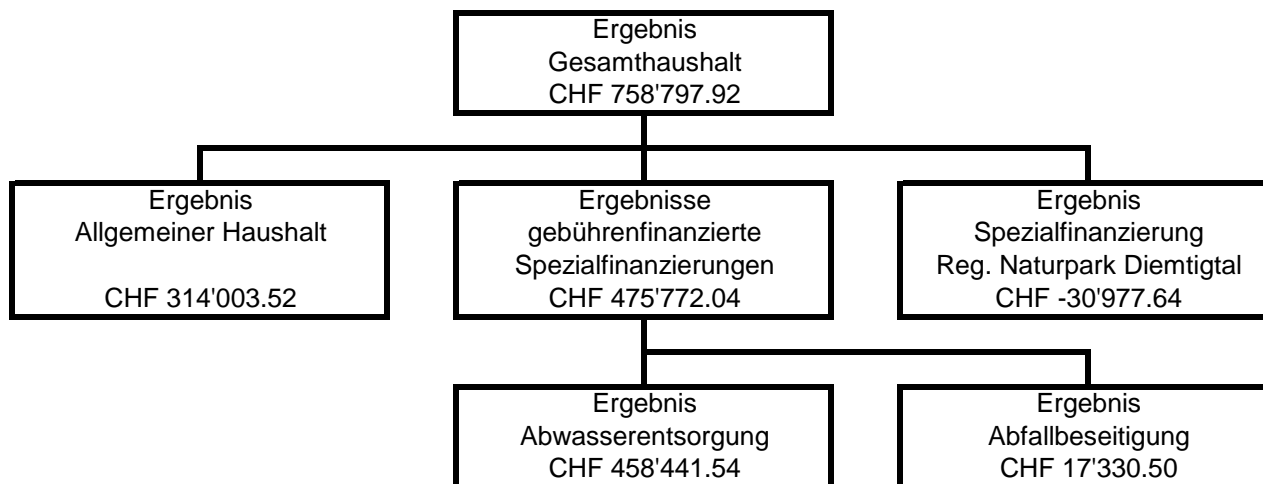 Ergebnis
Gesamthaushalt
CHF 758'797.92
Ergebnis
Allgemeiner Haushalt
CHF 314'003.52
Ergebnisse
gebührenfinanzierte
Spezialfinanzierungen
CHF 475'772.04
Ergebnis
Spezialfinanzierung
Reg. Naturpark Diemtigtal
CHF -30'977.64
Ergebnis
Abwasserentsorgung
CHF 458'441.54
Ergebnis
Abfallbeseitigung
CHF 17'330.50